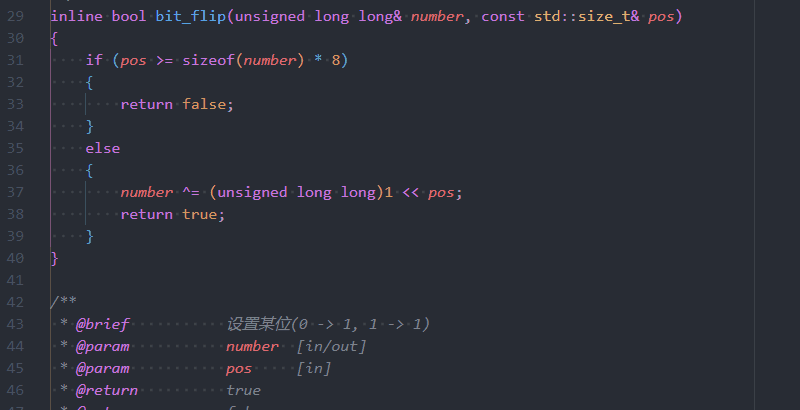 29 inline bool bit_flip(unsigned long long& number, const std::size_t& pos)
30 {
31 if (pos >= sizeof(number) * 8)
32 {
33 return false;
34 }
35 else
36 {
37 number ^= (unsigned long long)1 << pos;
38 return true;
39 }
40 }
41
42 /**
43 * @brief 设置某位(0 -> 1, 1 -> 1)
44 * @param number [in/out]
45 * @param pos [in]
46 * @return true